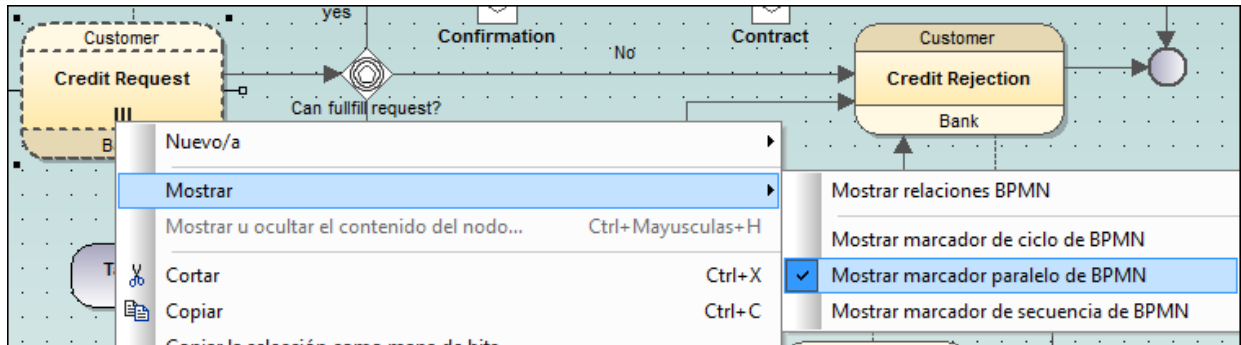 yes
Customer
Confirmation
Contract
Customer
No
Credit Request
Credit Rejection
Can fullfill request?
Bank
Nuevo/a
Mostrar
Mostrar relaciones BPMN
Mostrar u ocultar el contenido del nodo... Ctrl+Mayusculas+H
Mostrar marcador de ciclo de BPMN
Cortar Ctrl+X
Mostrar marcador paralelo de BPMN
Copiar Ctrl+C
Mostrar marcador de secuencia de BPMN